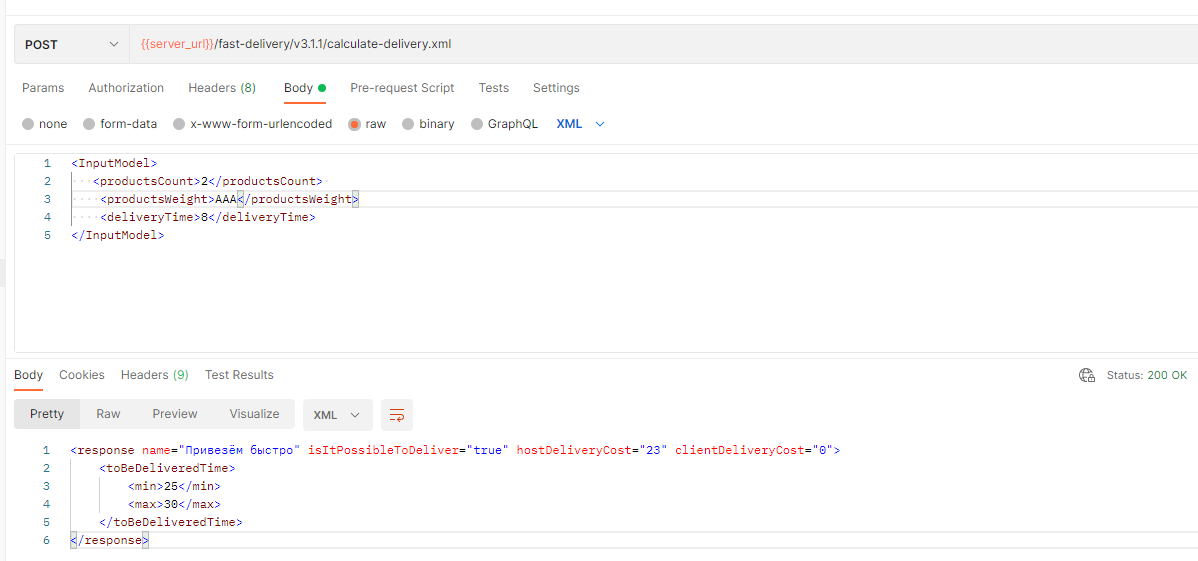 POST {{server_url}}/fast-delivery/v3.1.1/calculate-delivery.xml
Params Authorization Headers (8) Body Pre-request Script Tests Settings
none form-data x-www-form-urlencoded raw binary GraphQL XML
1 <InputModel>
2 <productsCount>2</productsCount>
3 <productsWeight>AAA</productsWeight>
4 <deliveryTime>8</deliveryTime>
5 </InputModel>
Body Cookies Headers (9) Test Results Status: 200 OK
Pretty Raw Preview Visualize XML
1 <response name="Привезём быстро" isItPossibleToDeliver="true" hostDeliveryCost="23" clientDeliveryCost="0">
2 <toBeDeliveredTime>
3 <min>25</min>
4 <max>30</max>
5 </toBeDeliveredTime>
6 </response>